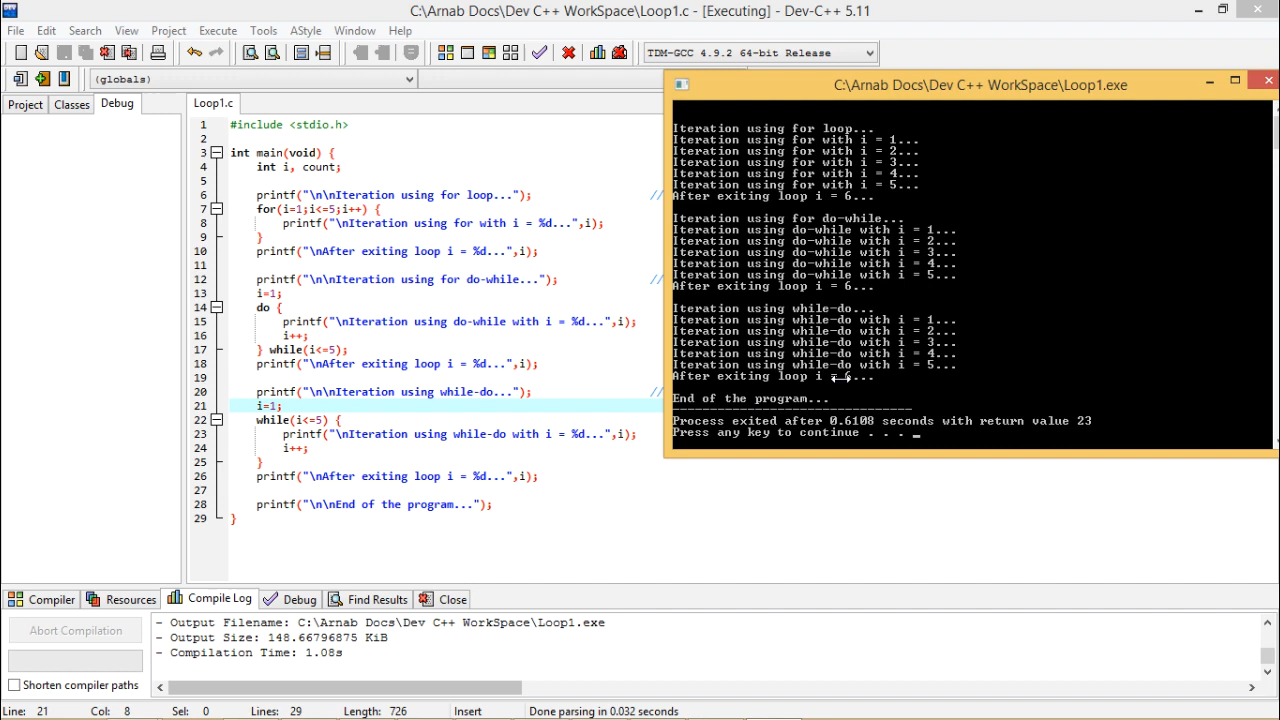 C:\Arnab Docs\Dev C++ WorkSpace\Loop1.c - [Executing] - Dev-C++ 5.11
File Edit Search View Project Execute Tools AStyle Window Help
TDM-GCC 4.9.2 64-bit Release
(globals)
Project Classes Debug
Loop1.c
1 #include <stdio.h>
2
3 int main(void) {
4 int i, count;
5
6 printf("\n\nIteration using for loop..."); //
7 for(i=1;i<=5;i++) {
8 printf("\nIteration using for with i = %d...",i);
9 }
10 printf("\nAfter exiting loop i = %d...",i);
11
12 printf("\n\nIteration using for do-while..."); //
13 i=1;
14 do {
15 printf("\nIteration using do-while with i = %d...",i);
16 i++;
17 } while(i<=5);
18 printf("\nAfter exiting loop i = %d...",i);
19
20 printf("\n\nIteration using while-do..."); //
21 i=1;
22 while(i<=5) {
23 printf("\nIteration using while-do with i = %d...",i);
24 i++;
25 }
26 printf("\nAfter exiting loop i = %d...",i);
27
28 printf("\n\nEnd of the program...");
29 }
C:\Arnab Docs\Dev C++ WorkSpace\Loop1.exe
Iteration using for loop...
Iteration using for with i = 1...
Iteration using for with i = 2...
Iteration using for with i = 3...
Iteration using for with i = 4...
Iteration using for with i = 5...
After exiting loop i = 6...
Iteration using for do-while...
Iteration using do-while with i = 1...
Iteration using do-while with i = 2...
Iteration using do-while with i = 3...
Iteration using do-while with i = 4...
Iteration using do-while with i = 5...
After exiting loop i = 6...
Iteration using while-do...
Iteration using while-do with i = 1...
Iteration using while-do with i = 2...
Iteration using while-do with i = 3...
Iteration using while-do with i = 4...
Iteration using while-do with i = 5...
After exiting loop i = 6...
End of the program...
--------------------------------
Process exited after 0.6108 seconds with return value 23
Press any key to continue . . . _
Compiler Resources Compile Log Debug Find Results Close
Abort Compilation
Shorten compiler paths
- Output Filename: C:\Arnab Docs\Dev C++ WorkSpace\Loop1.exe
- Output Size: 148.66796875 KiB
- Compilation Time: 1.08s
Line: 21 Col: 8 Sel: 0 Lines: 29 Length: 726 Insert Done parsing in 0.032 seconds